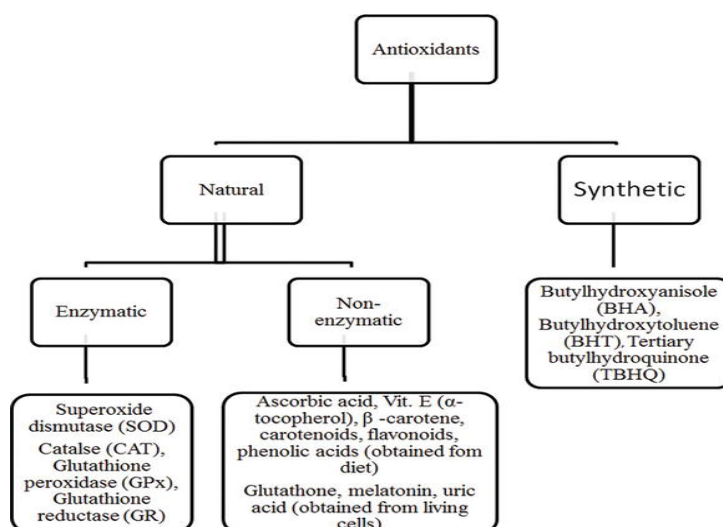 Antioxidants
Natural
Synthetic
Enzymatic
Non-
enzymatic
Butylhydroxyanisole
(BHA),
Butylhydroxytoluene
(BHT), Tertiary
butylhydroquinone
(TBHQ)
Superoxide
dismutase (SOD)
Catalse (CAT),
Glutathione
peroxidase (GPx),
Glutathione
reductase (GR)
Ascorbic acid, Vit. E (α-
tocopherol), β -carotene,
carotenoids, flavonoids,
phenolic acids (obtained fom
diet)
Glutathone, melatonin, uric
acid (obtained from living
cells)